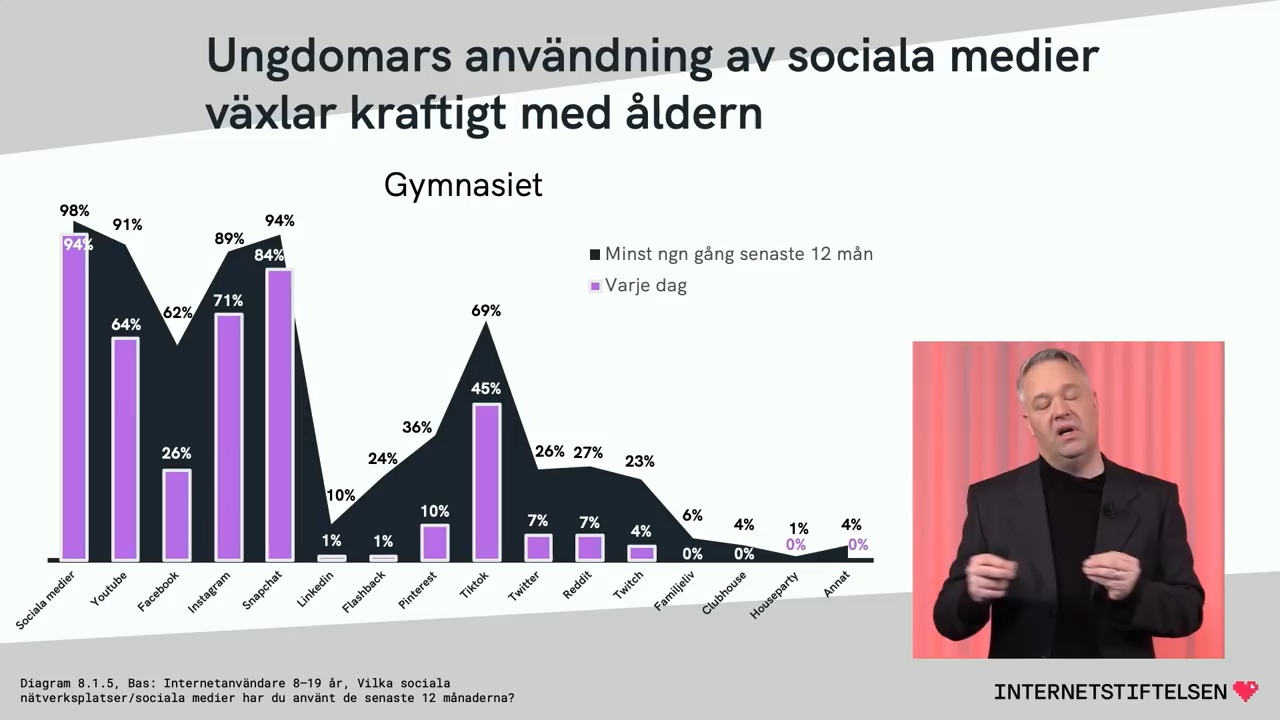 Ungdomars användning av sociala medier
växlar kraftigt med åldern
Gymnasiet
Minst ngn gång senaste 12 mån
Varje dag
98% 91% 62% 89% 94% 10% 24% 36% 69% 26% 27% 23% 6% 4% 1% 4%
94% 64% 26% 71% 84% 1% 1% 10% 45% 7% 7% 4% 0% 0% 0% 0%
Sociala medier
Youtube
Facebook
Instagram
Snapchat
Linkedin
Flashback
Pinterest
Tiktok
Twitter
Reddit
Twitch
Familjeliv
Clubhouse
Houseparty
Annat
Diagram 8.1.5, Bas: Internetanvändare 8–19 år, Vilka sociala
nätverksplatser/sociala medier har du använt de senaste 12 månaderna?
INTERNETSTIFTELSEN